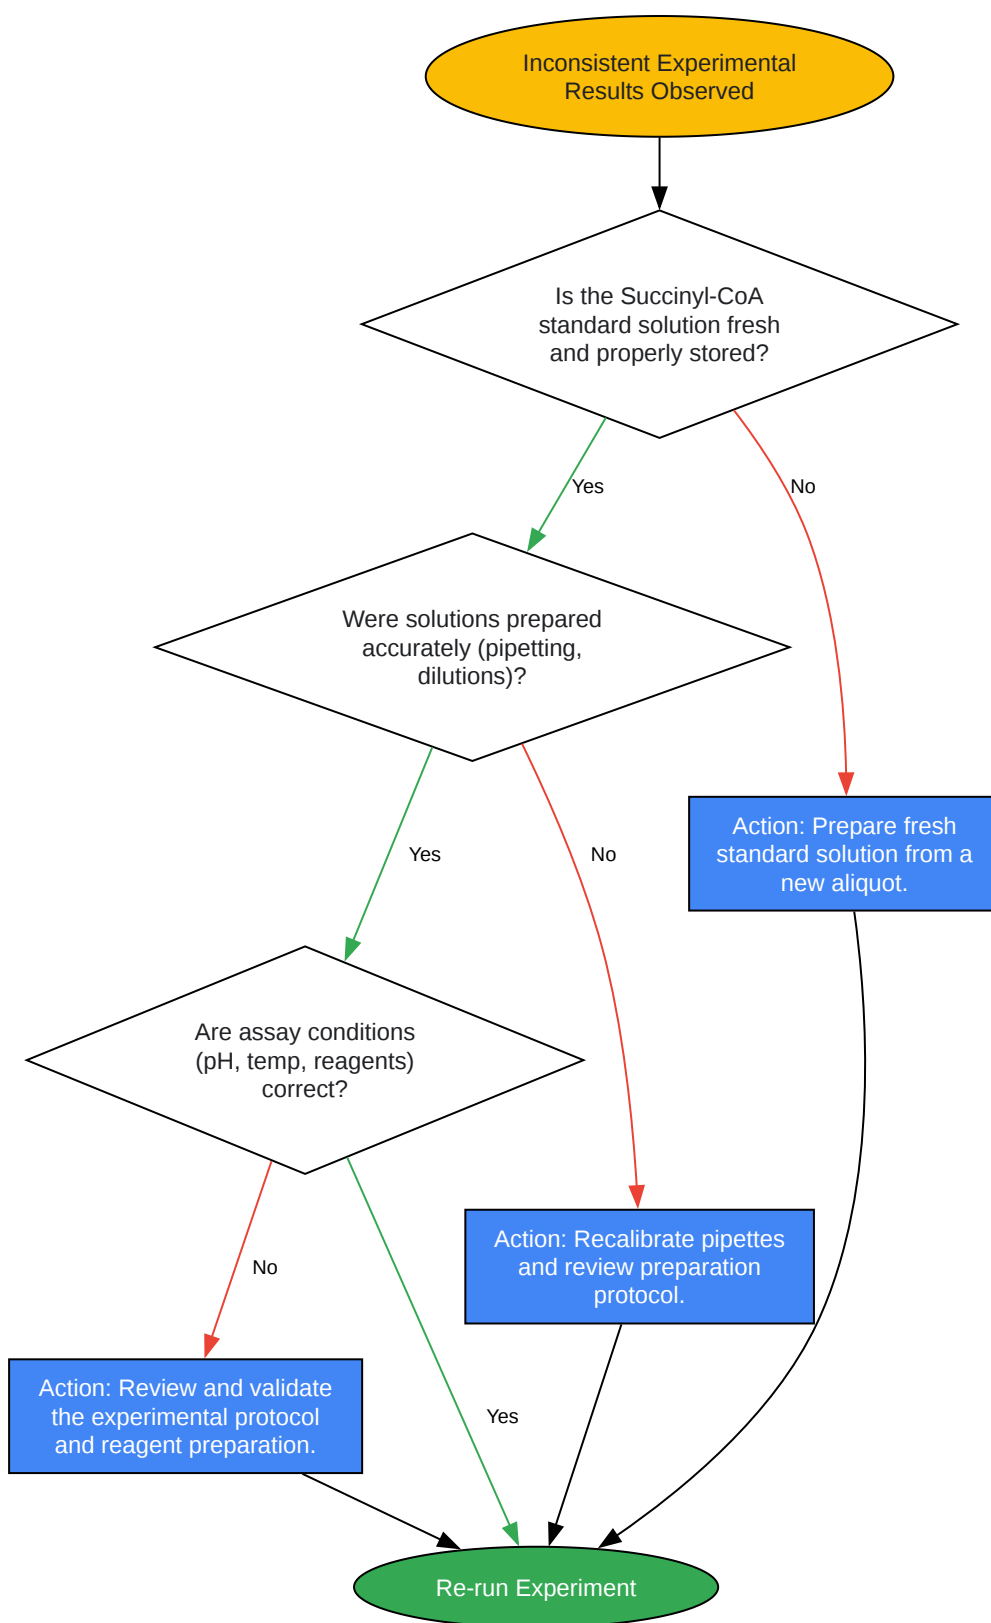 Inconsistent Experimental
Results Observed
Is the Succinyl-CoA
standard solution fresh
and properly stored?
Yes
No
Were solutions prepared
accurately (pipetting,
dilutions)?
Action: Prepare fresh
standard solution from a
new aliquot.
Yes
No
Are assay conditions
(pH, temp, reagents)
correct?
Action: Recalibrate pipettes
and review preparation
protocol.
No
Action: Review and validate
the experimental protocol
and reagent preparation.
Yes
Re-run Experiment